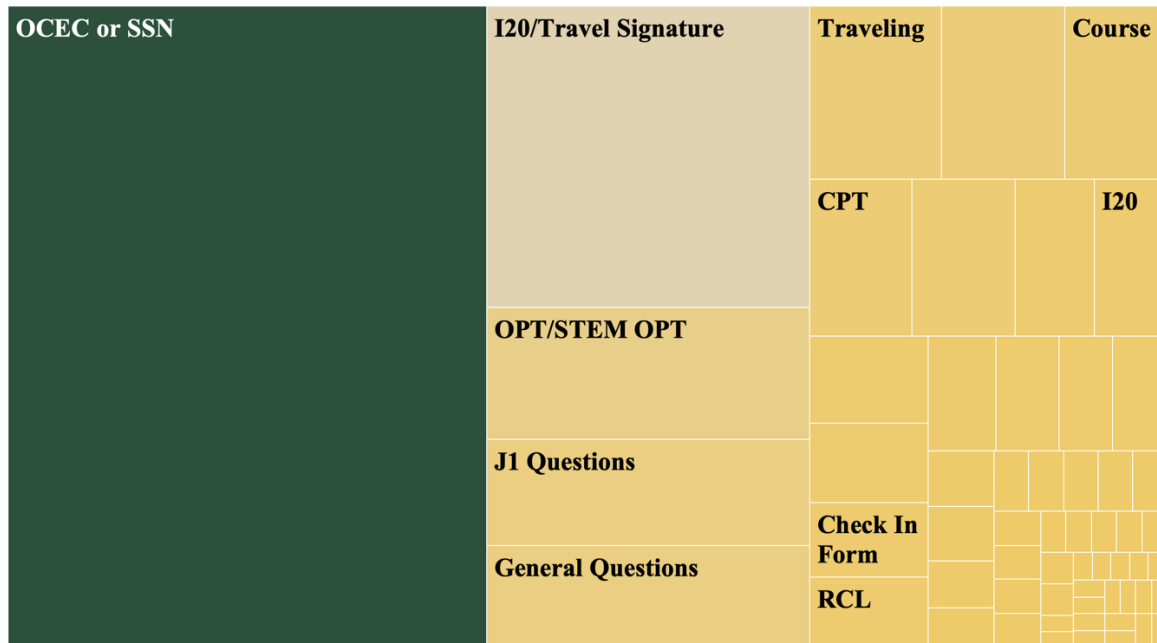 OCEC or SSN
I20/Travel Signature
OPT/STEM OPT
J1 Questions
General Questions
Traveling
Course
CPT
I20
Check In
Form
RCL